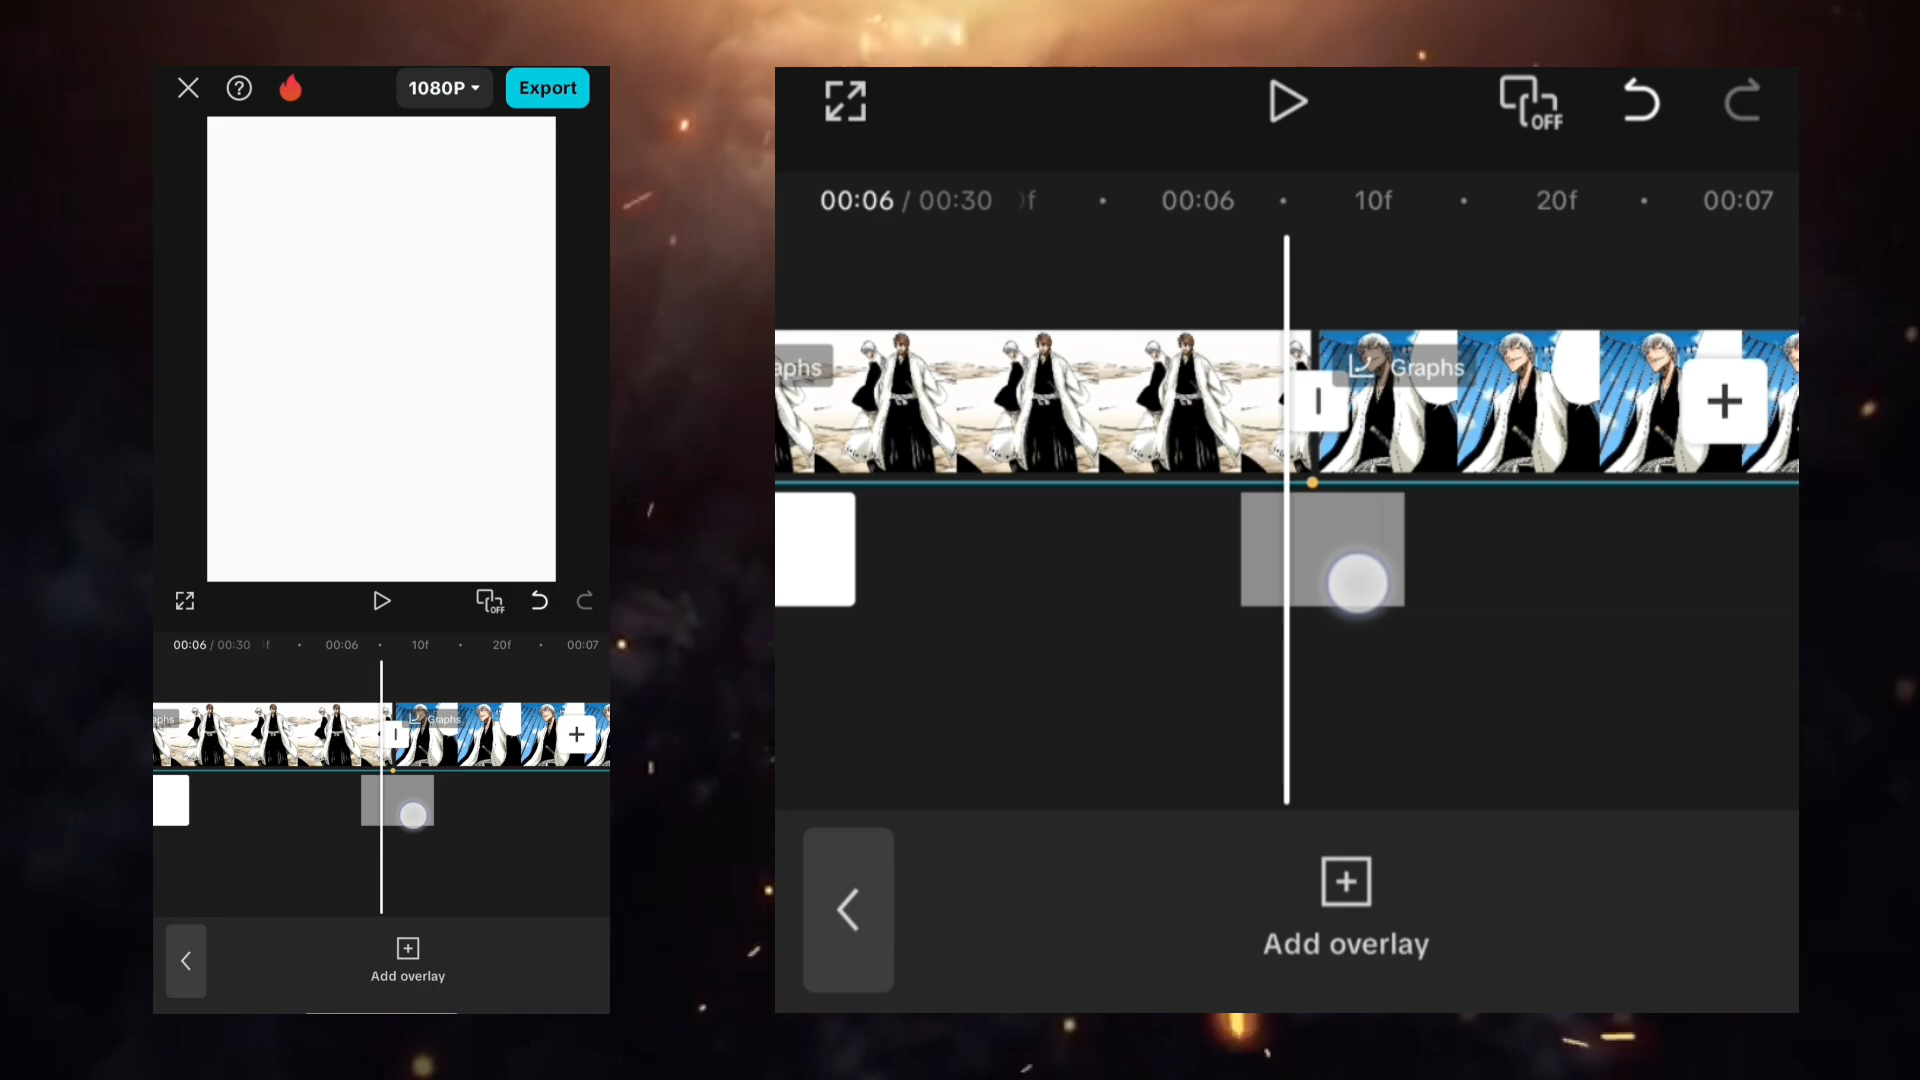 1080P
Export
OFF
00:06 / 00:30
f
00:06
10f
20f
00:07
aphs
Graphs
Add overlay
OFF
00:06 / 00:30
f
00:06
10f
20f
00:07
aphs
Graphs
Add overlay